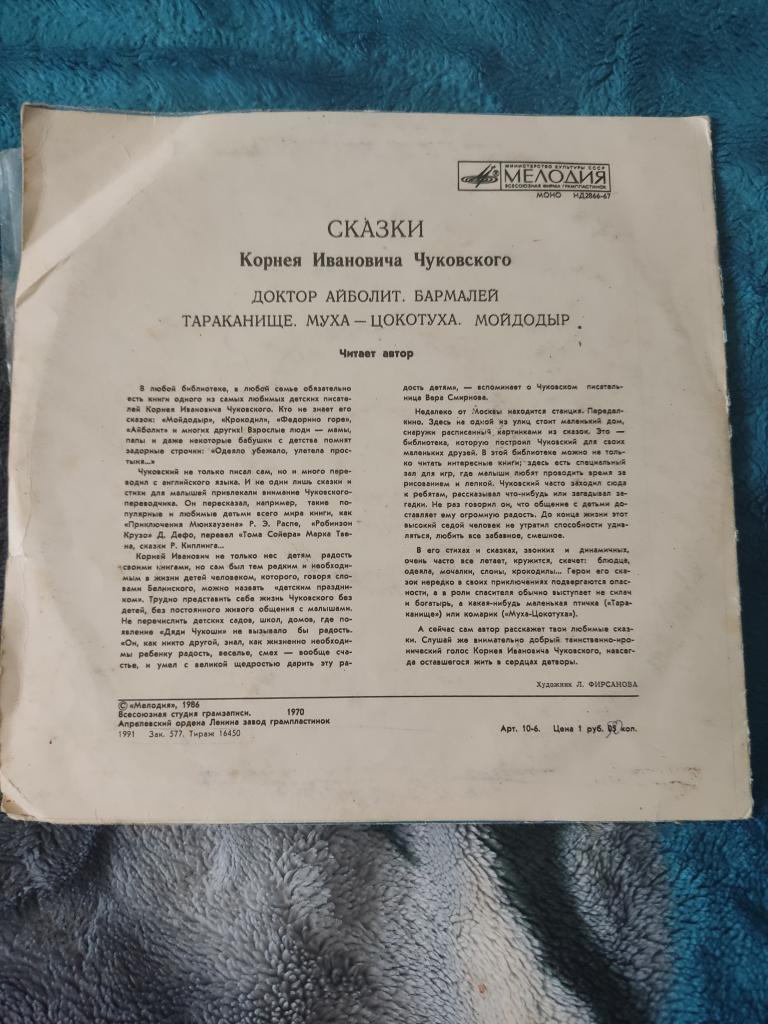 МИНИСТЕРСТВО КУЛЬТУРЫ СССР
МЕЛОДИЯ
ВСЕСОЮЗНАЯ ФИРМА ГРАМПЛАСТИНОК
МОНО НД2866-67
СКАЗКИ
Корнея Ивановича Чуковского
ДОКТОР АЙБОЛИТ. БАРМАЛЕЙ
ТАРАКАНИЩЕ. МУХА — ЦОКОТУХА. МОЙДОДЫР
Читает автор
В любой библиотеке, в любой семье обязательно
есть книги одного из самых любимых детских писате-
лей Корнея Ивановича Чуковского. Кто не знает его
сказок: «Мойдодыр», «Крокодил», «Федорино горе»,
«Айболит» и многих других! Взрослые люди — мамы,
папы и даже некоторые бабушки с детства помнят
задорные строчки: «Одеяло убежало, улетела прос-
тыня...»
Чуковский не только писал сам, но и много пере-
водил с английского языка. И не одни лишь сказки и
стихи для малышей привлекали внимание Чуковского-
переводчика. Он пересказал, например, такие по-
пулярные и любимые детьми всего мира книги, как
«Приключения Мюнхаузена» Р. Э. Распе, «Робинзон
Крузо» Д. Дефо, перевел «Тома Сойера» Марка Тве-
на, сказки Р. Киплинга...
Корней Иванович не только нес детям радость
своими книгами, но сам был тем редким и необходи-
мым в жизни детей человеком, которого, говоря сло-
вами Белинского, можно назвать «детским праздни-
ком». Трудно представить себе жизнь Чуковского без
детей, без постоянного живого общения с малышами.
Не перечислить детских садов, школ, домов, где по-
явление «Дяди Чукоши» не вызывало бы радость.
«Он, как никто другой, знал, как жизненно необходи-
мы ребенку радость, веселье, смех — вообще сча-
стье, и умел с великой щедростью дарить эту ра-
дость детям», — вспоминает о Чуковском писатель-
ница Вера Смирнова.
Недалеко от Москвы находится станция. Передел-
кино. Здесь на одной из улиц стоит маленький дом,
снаружи расписанный картинками из сказок. Это —
библиотека, которую построил Чуковский для своих
маленьких друзей. В этой библиотеке можно не толь-
ко читать интересные книги; здесь есть специальный
зал для игр, где малыши любят проводить время за
рисованием и лепкой. Чуковский часто заходил сюда
к ребятам, рассказывал что-нибудь или загадывал за-
гадки. Не раз говорил он, что общение с детьми до-
ставляет ему огромную радость. До конца жизни этот
высокий седой человек не утратил способности удив-
ляться, любить все забавное, смешное.
В его стихах и сказках, звонких и динамичных,
очень часто все летает, кружится, скачет: блюдца,
одеяла, мочалки, слоны, крокодилы... Герои его ска-
зок нередко в своих приключениях подвергаются опас-
ности, а в роли спасителя обычно выступает не силач
и богатырь, а какая-нибудь маленькая птичка («Тара-
канище») или комарик («Муха-Цокотуха»).
А сейчас сам автор расскажет твои любимые сказ-
ки. Слушай же внимательно добрый таинственно-иро-
нический голос Корнея Ивановича Чуковского, навсег-
да оставшегося жить в сердцах детворы.
Художник Л. ФИРСАНОВА
© «Мелодия», 1986
Всесоюзная студия грамзаписи. 1970
Апрелевский ордена Ленина завод грампластинок
1991 Зак. 577. Тираж 16450
Арт. 10-6. Цена 1 руб. коп.